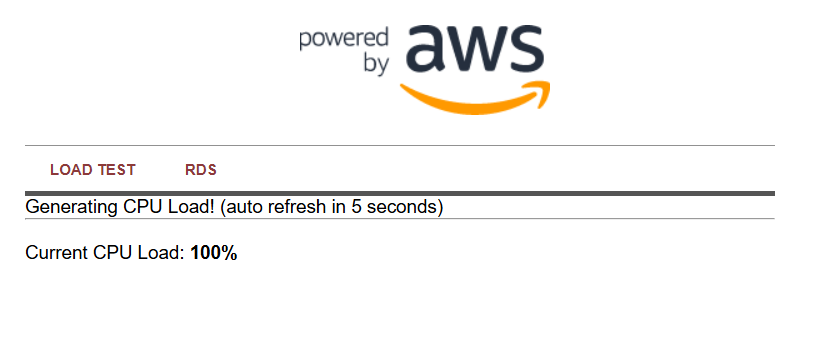 powered
by aws
LOAD TEST RDS
Generating CPU Load! (auto refresh in 5 seconds)
Current CPU Load: 100%